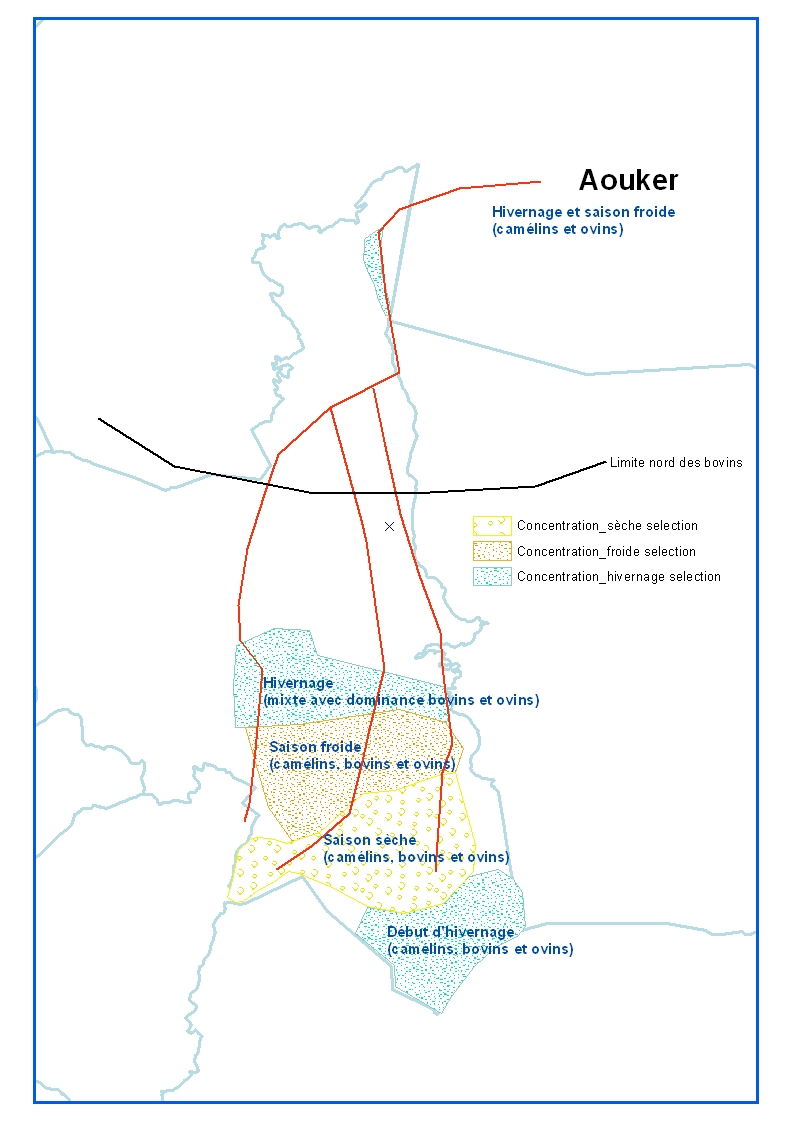 Aouker
Hivernage et saison froide
(camélins et ovins)
Limite nord des bovins
Concentration_sèche selection
Concentration_froide selection
Concentration_hivernage selection
Hivernage
(mixte avec dominance bovins et ovins)
Saison froide
(camélins, bovins et ovins)
Saison sèche
(camélins, bovins et ovins)
Début d'hivernage
(camélins, bovins et ovins)